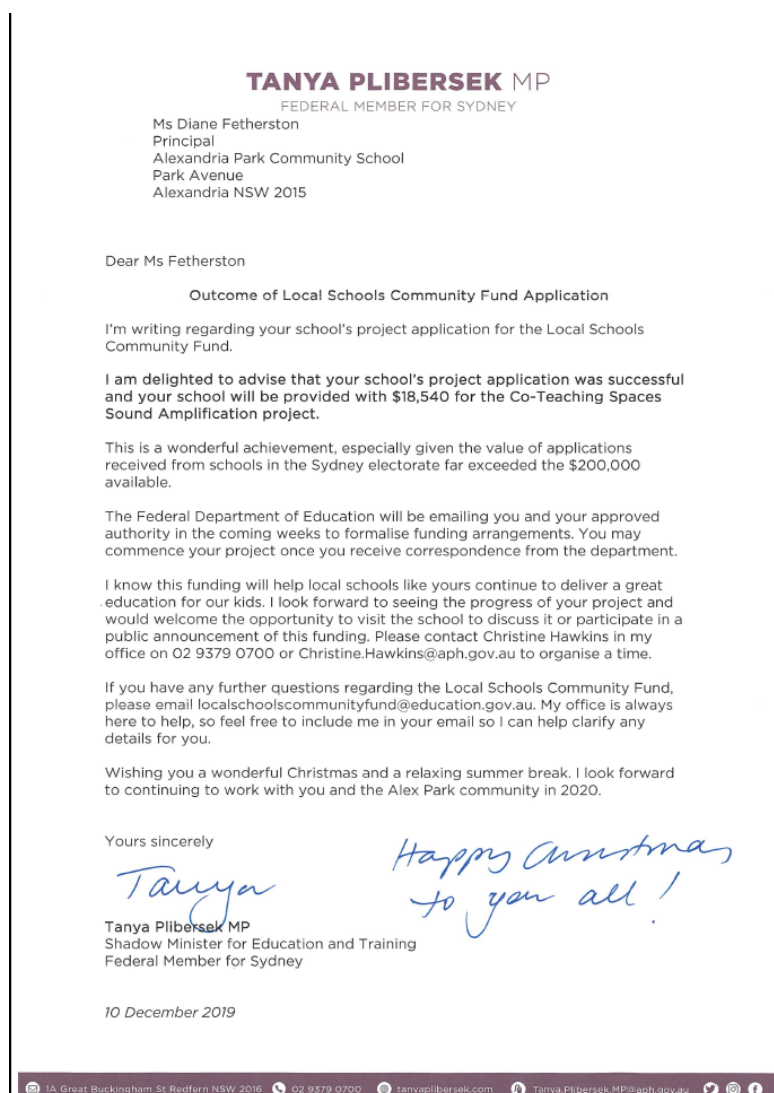 TANYA PLIBERSEK MP
FEDERAL MEMBER FOR SYDNEY
Ms Diane Fetherston
Principal
Alexandria Park Community School
Park Avenue
Alexandria NSW 2015
Dear Ms Fetherston
Outcome of Local Schools Community Fund Application
I'm writing regarding your school's project application for the Local Schools
Community Fund.
I am delighted to advise that your school's project application was successful
and your school will be provided with $18,540 for the Co-Teaching Spaces
Sound Amplification project.
This is a wonderful achievement, especially given the value of applications
received from schools in the Sydney electorate far exceeded the $200,000
available.
The Federal Department of Education will be emailing you and your approved
authority in the coming weeks to formalise funding arrangements. You may
commence your project once you receive correspondence from the department.
I know this funding will help local schools like yours continue to deliver a great
education for our kids. I look forward to seeing the progress of your project and
would welcome the opportunity to visit the school to discuss it or participate in a
public announcement of this funding. Please contact Christine Hawkins in my
office on 02 9379 0700 or Christine.Hawkins@aph.gov.au to organise a time.
If you have any further questions regarding the Local Schools Community Fund,
please email localschoolscommunityfund@education.gov.au. My office is always
here to help, so feel free to include me in your email so I can help clarify any
details for you.
Wishing you a wonderful Christmas and a relaxing summer break. I look forward
to continuing to work with you and the Alex Park community in 2020.
Yours sincerely
Happy Christmas
to you all!
Tanya
Tanya Plibersek MP
Shadow Minister for Education and Training
Federal Member for Sydney
10 December 2019
1A Great Buckingham St Redfern NSW 2016 02 9379 0700 tanyaplibersek.com Tanya.Plibersek.MP@aph.gov.au